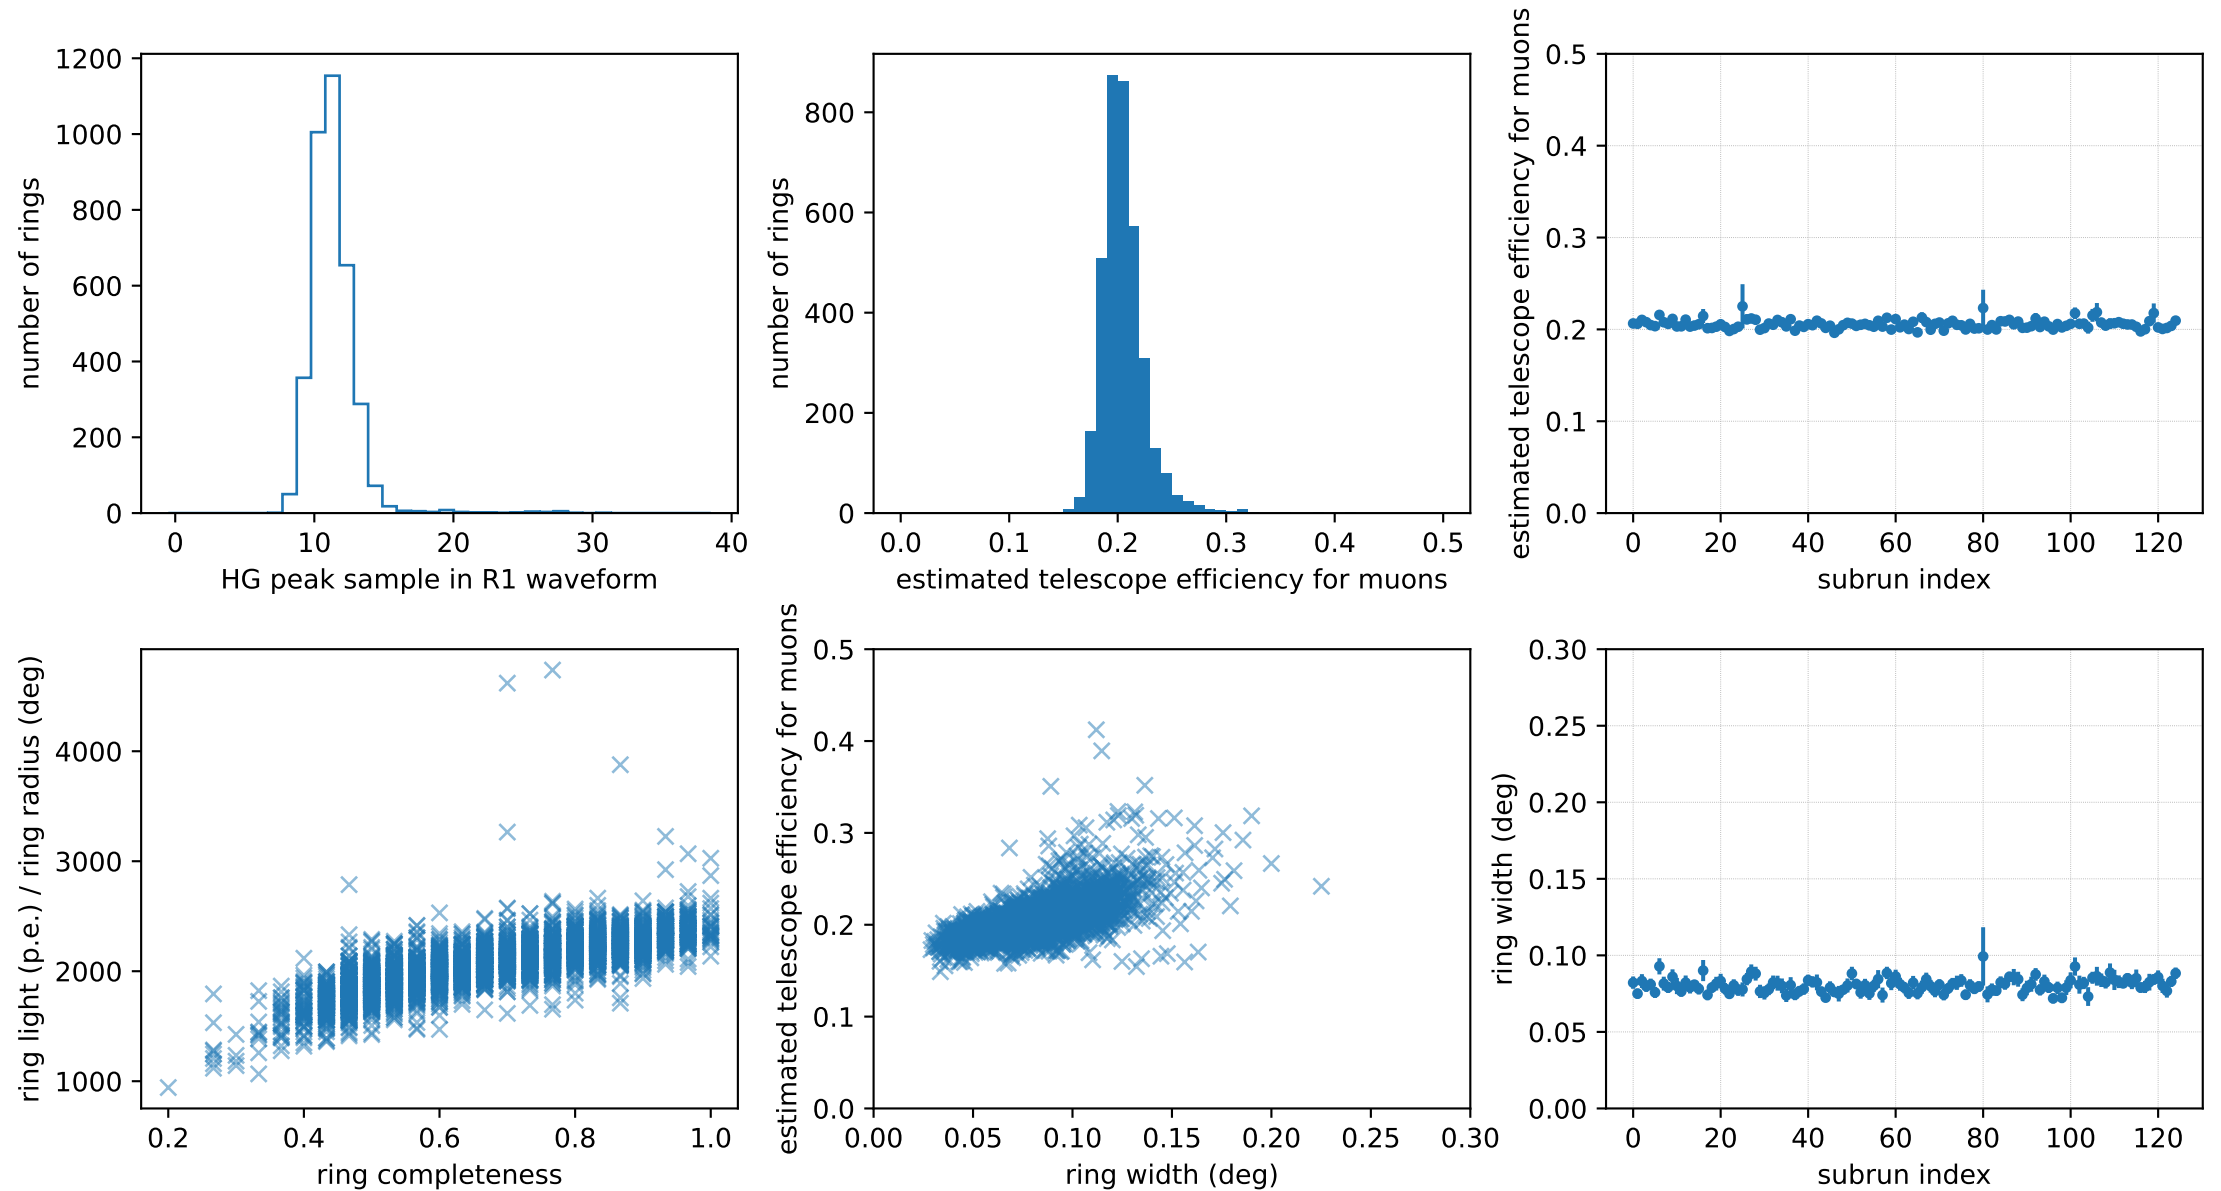 1200
1000
800
600
400
200
0
number of rings
0 10 20 30 40
HG peak sample in R1 waveform
800
600
400
200
0
number of rings
0.0 0.1 0.2 0.3 0.4 0.5
estimated telescope efficiency for muons
0.5
0.4
0.3
0.2
0.1
0.0
estimated telescope efficiency for muons
0 20 40 60 80 100 120
subrun index
4000
3000
2000
1000
ring light (p.e.) / ring radius (deg)
0.2 0.4 0.6 0.8 1.0
ring completeness
0.5
0.4
0.3
0.2
0.1
0.0
estimated telescope efficiency for muons
0.00 0.05 0.10 0.15 0.20 0.25 0.30
ring width (deg)
0.30
0.25
0.20
0.15
0.10
0.05
0.00
ring width (deg)
0 20 40 60 80 100 120
subrun index